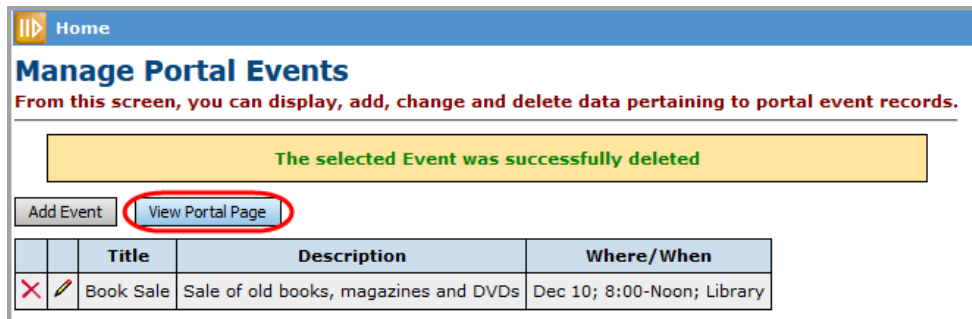 Home
Manage Portal Events
From this screen, you can display, add, change and delete data pertaining to portal event records.
The selected Event was successfully deleted
Add Event View Portal Page
Title Description Where/When
Book Sale Sale of old books, magazines and DVDs Dec 10; 8:00-Noon; Library